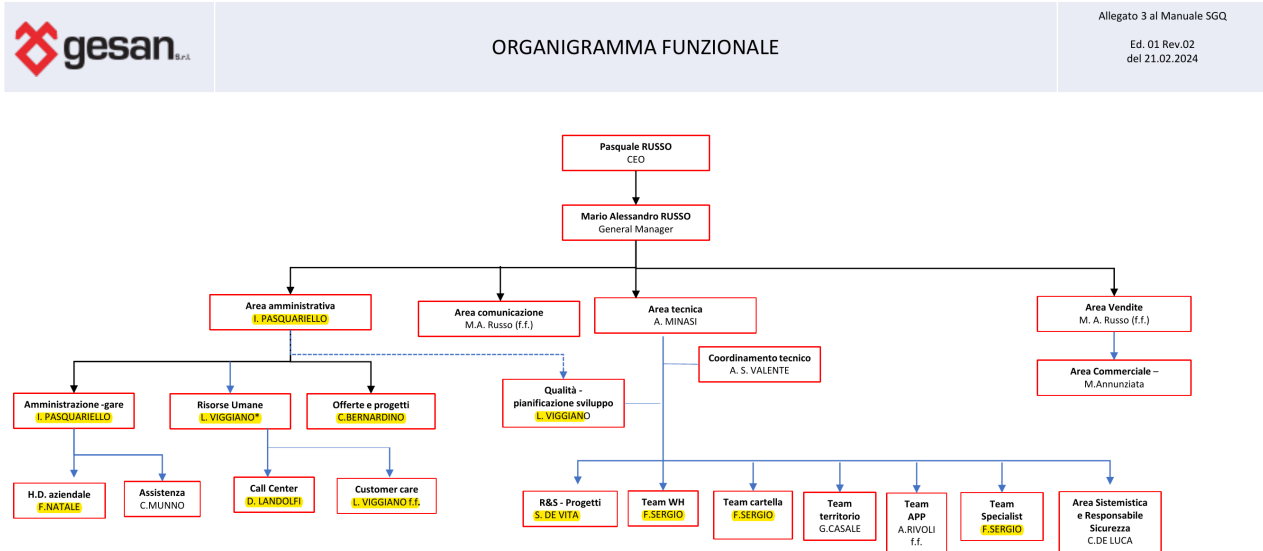 gesan S.r.l.
ORGANIGRAMMA FUNZIONALE
Allegato 3 al Manuale SGQ
Ed. 01 Rev.02
del 21.02.2024
Pasquale RUSSO
CEO
Mario Alessandro RUSSO
General Manager
Area amministrativa
I. PASQUARIELLO
Area comunicazione
M.A. Russo (f.f.)
Area tecnica
A. MINASI
Area Vendite
M. A. Russo (f.f.)
Coordinamento tecnico
A. S. VALENTE
Area Commerciale –
M.Annunziata
Amministrazione -gare
I. PASQUARIELLO
Risorse Umane
L. VIGGIANO*
Offerte e progetti
C.BERNARDINO
Qualità -
pianificazione sviluppo
L. VIGGIANO
H.D. aziendale
F.NATALE
Assistenza
C.MUNNO
Call Center
D. LANDOLFI
Customer care
L. VIGGIANO f.f.
R&S - Progetti
S. DE VITA
Team WH
F.SERGIO
Team cartella
F.SERGIO
Team
territorio
G.CASALE
Team
APP
A.RIVOLI
f.f.
Team
Specialist
F.SERGIO
Area Sistemistica
e Responsabile
Sicurezza
C.DE LUCA